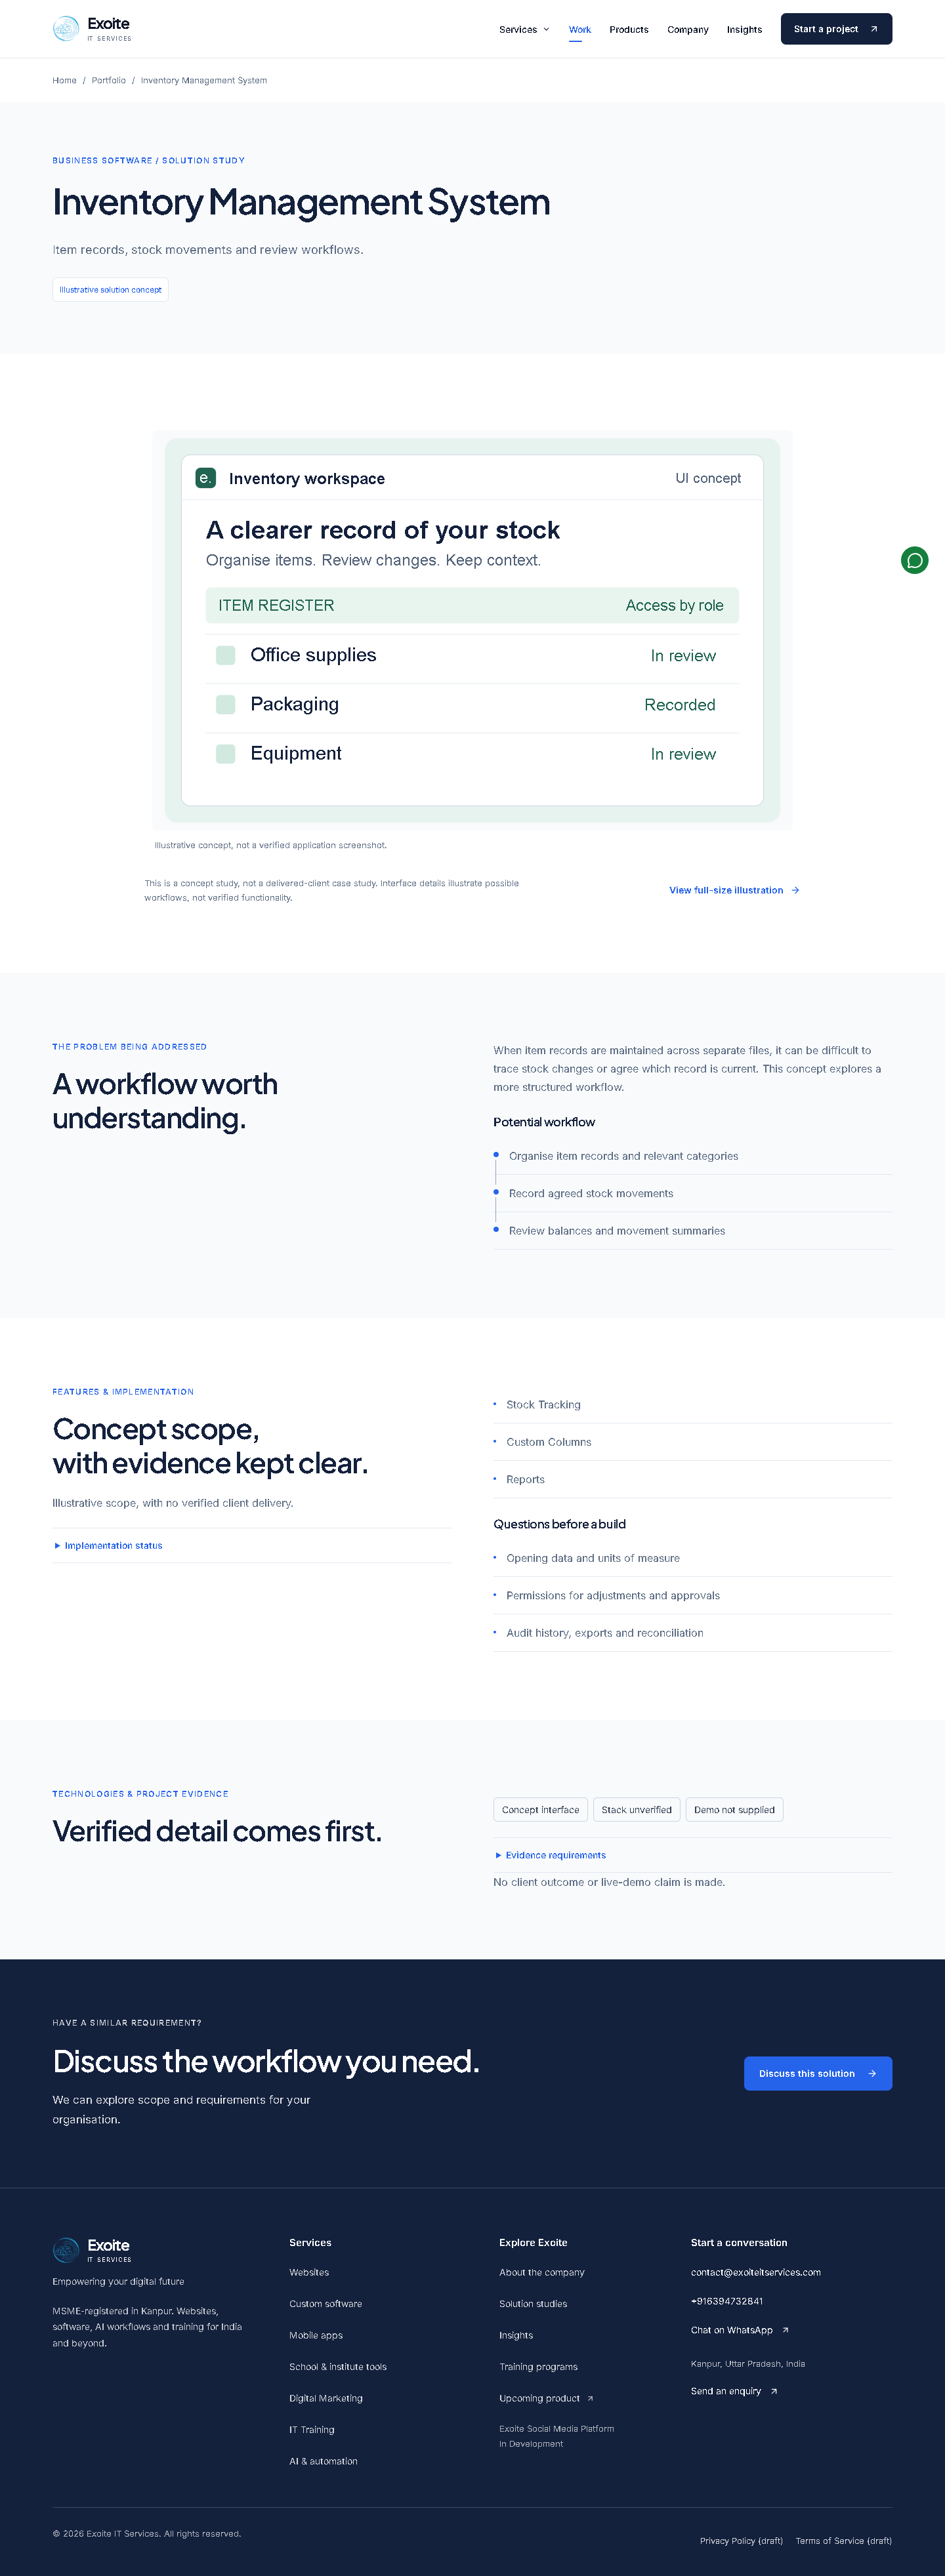 Exoite
IT SERVICES
Services
Work
Products
Company
Insights
Start a project
Home / Portfolio / Inventory Management System
BUSINESS SOFTWARE / SOLUTION STUDY
Inventory Management System
Item records, stock movements and review workflows.
Illustrative solution concept
e.
Inventory workspace
UI concept
A clearer record of your stock
Organise items. Review changes. Keep context.
ITEM REGISTER
Access by role
Office supplies
In review
Packaging
Recorded
Equipment
In review
Illustrative concept, not a verified application screenshot.
This is a concept study, not a delivered-client case study. Interface details illustrate possible
workflows, not verified functionality.
View full-size illustration
THE PROBLEM BEING ADDRESSED
A workflow worth
understanding.
When item records are maintained across separate files, it can be difficult to
trace stock changes or agree which record is current. This concept explores a
more structured workflow.
Potential workflow
Organise item records and relevant categories
Record agreed stock movements
Review balances and movement summaries
FEATURES & IMPLEMENTATION
Concept scope,
with evidence kept clear.
Illustrative scope, with no verified client delivery.
Implementation status
Stock Tracking
Custom Columns
Reports
Questions before a build
Opening data and units of measure
Permissions for adjustments and approvals
Audit history, exports and reconciliation
TECHNOLOGIES & PROJECT EVIDENCE
Verified detail comes first.
Concept interface
Stack unverified
Demo not supplied
Evidence requirements
No client outcome or live-demo claim is made.
HAVE A SIMILAR REQUIREMENT?
Discuss the workflow you need.
We can explore scope and requirements for your
organisation.
Discuss this solution
Exoite
IT SERVICES
Empowering your digital future
MSME-registered in Kanpur. Websites,
software, AI workflows and training for India
and beyond.
Services
Websites
Custom software
Mobile apps
School & institute tools
Digital Marketing
IT Training
AI & automation
Explore Exoite
About the company
Solution studies
Insights
Training programs
Upcoming product
Exoite Social Media Platform
In Development
Start a conversation
contact@exoiteitservices.com
+916394732841
Chat on WhatsApp
Kanpur, Uttar Pradesh, India
Send an enquiry
© 2026 Exoite IT Services. All rights reserved.
Privacy Policy (draft)
Terms of Service (draft)